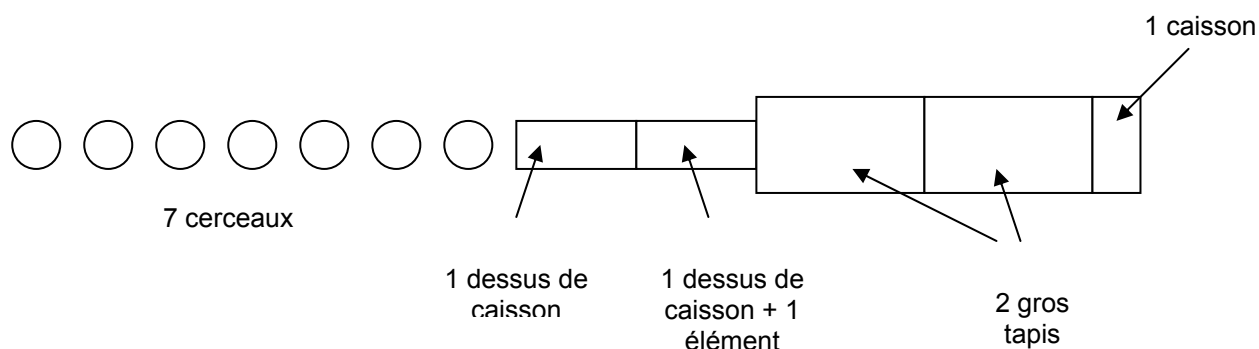 1 caisson
7 cerceaux
1 dessus de
caisson
1 dessus de
caisson + 1
élément
2 gros
tapis